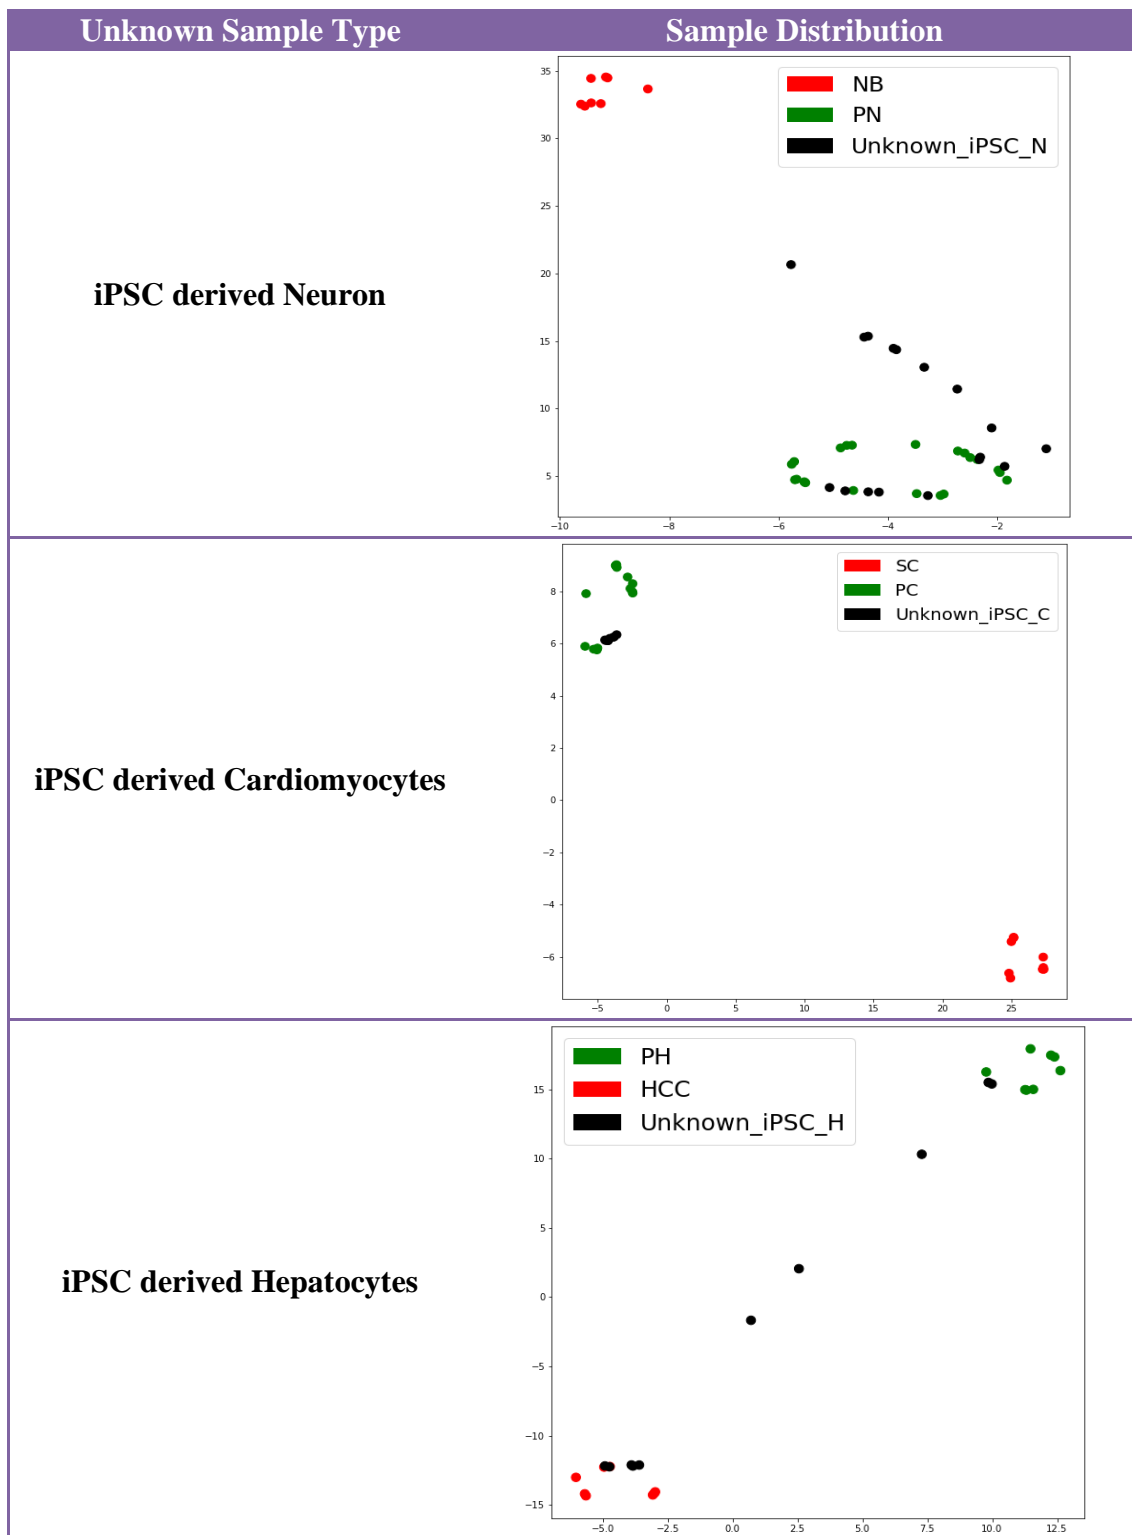 Unknown Sample Type Sample Distribution
iPSC derived Neuron
35
30
25
20
15
10
5
−10 −8 −6 −4 −2
NB
PN
Unknown_iPSC_N
iPSC derived Cardiomyocytes
8
6
4
2
0
−2
−4
−6
−5 0 5 10 15 20 25
SC
PC
Unknown_iPSC_C
iPSC derived Hepatocytes
15
10
5
0
−5
−10
−15
−5.0 −2.5 0.0 2.5 5.0 7.5 10.0 12.5
PH
HCC
Unknown_iPSC_H